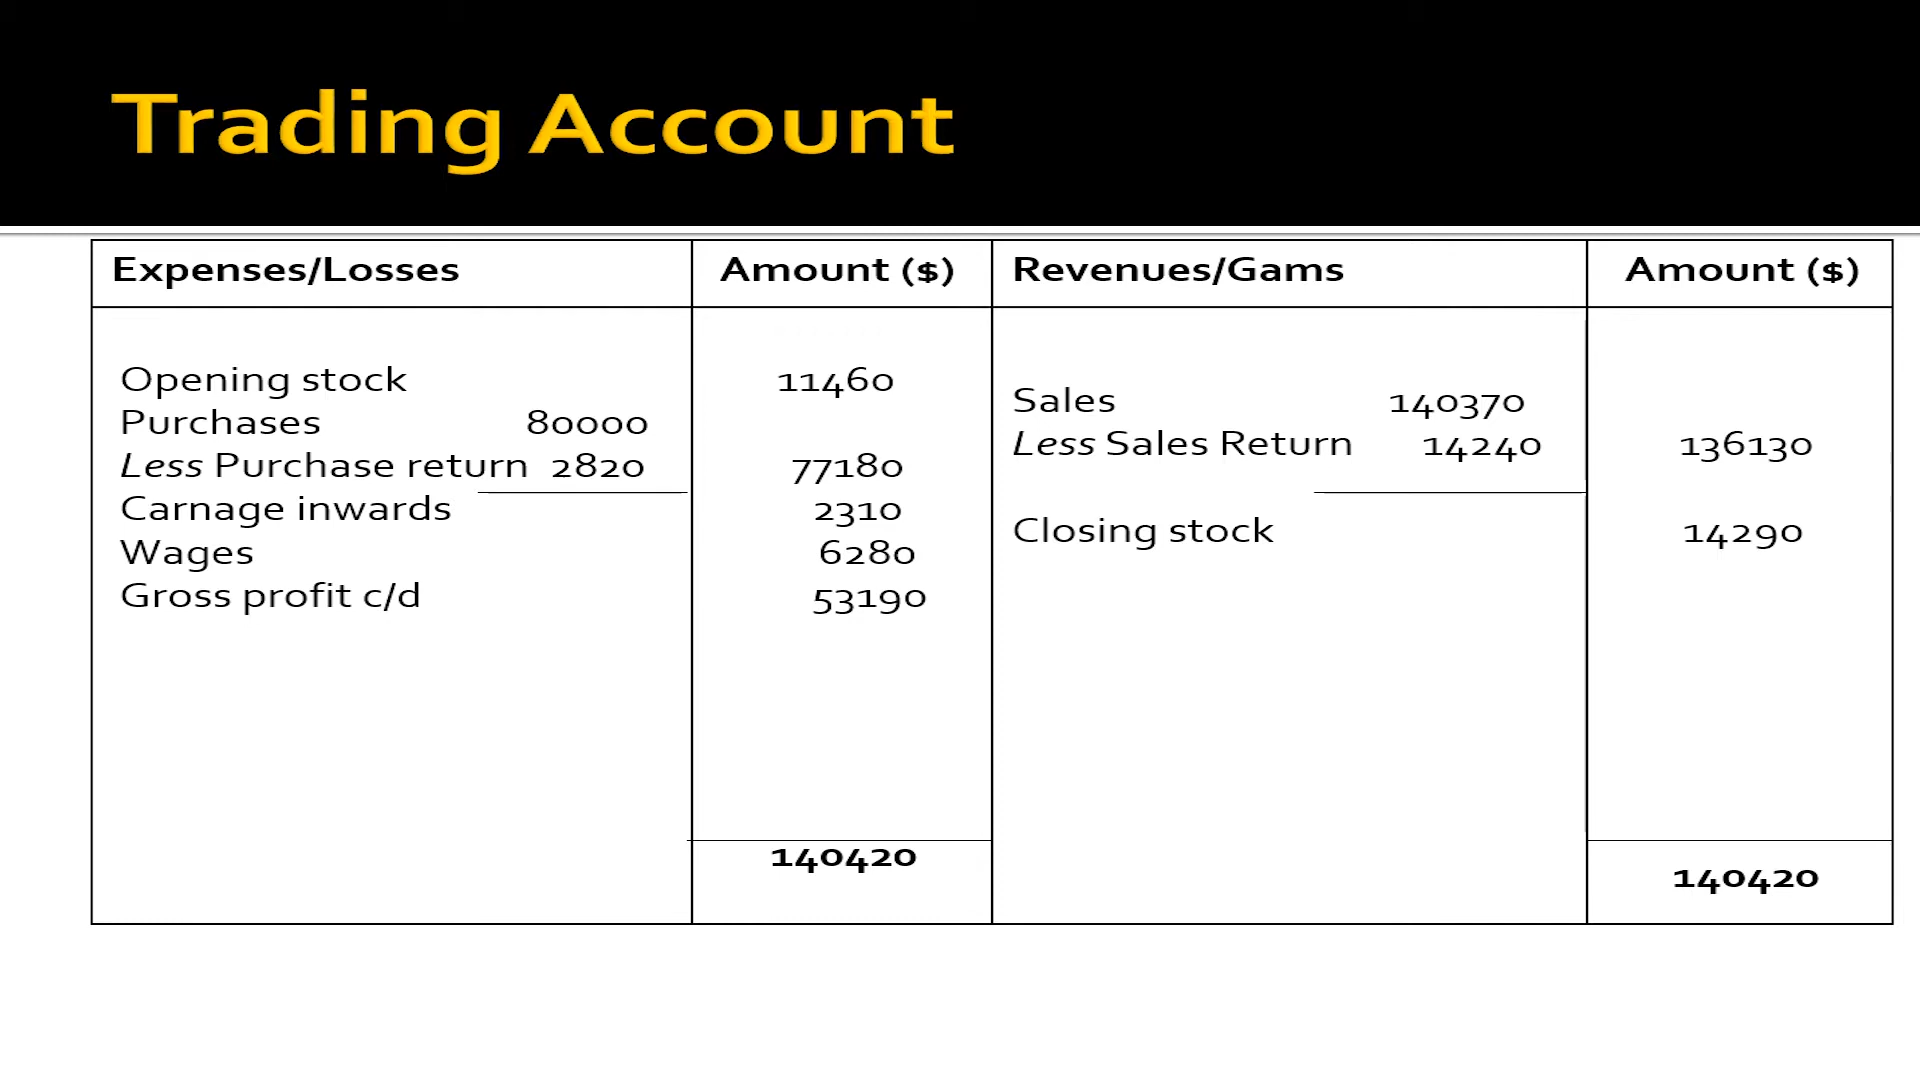 Trading Account
Expenses/Losses Amount ($) Revenues/Gams Amount ($)
Opening stock 11460
Sales 140370
Purchases 80000
Less Sales Return 14240 136130
Less Purchase return 2820 77180
Carnage inwards 2310
Closing stock 14290
Wages 6280
Gross profit c/d 53190
140420
140420